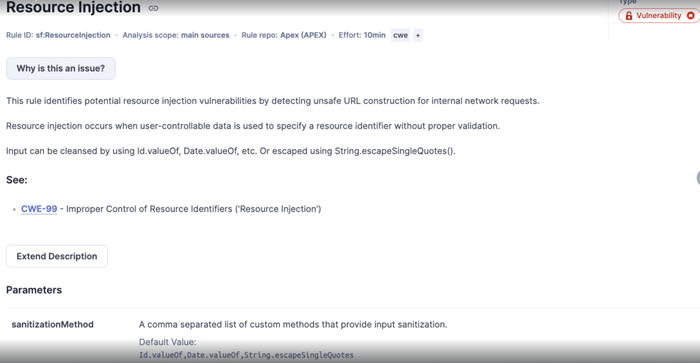 Type
Resource Injection
Vulnerability
Rule ID: sf:ResourceInjection · Analysis scope: main sources · Rule repo: Apex (APEX) · Effort: 10min cwe +
Why is this an issue?
This rule identifies potential resource injection vulnerabilities by detecting unsafe URL construction for internal network requests.
Resource injection occurs when user-controllable data is used to specify a resource identifier without proper validation.
Input can be cleansed by using Id.valueOf, Date.valueOf, etc. Or escaped using String.escapeSingleQuotes().
See:
• CWE-99 - Improper Control of Resource Identifiers ('Resource Injection')
Extend Description
Parameters
sanitizationMethod A comma separated list of custom methods that provide input sanitization.
Default Value:
Id.valueOf,Date.valueOf,String.escapeSingleQuotes